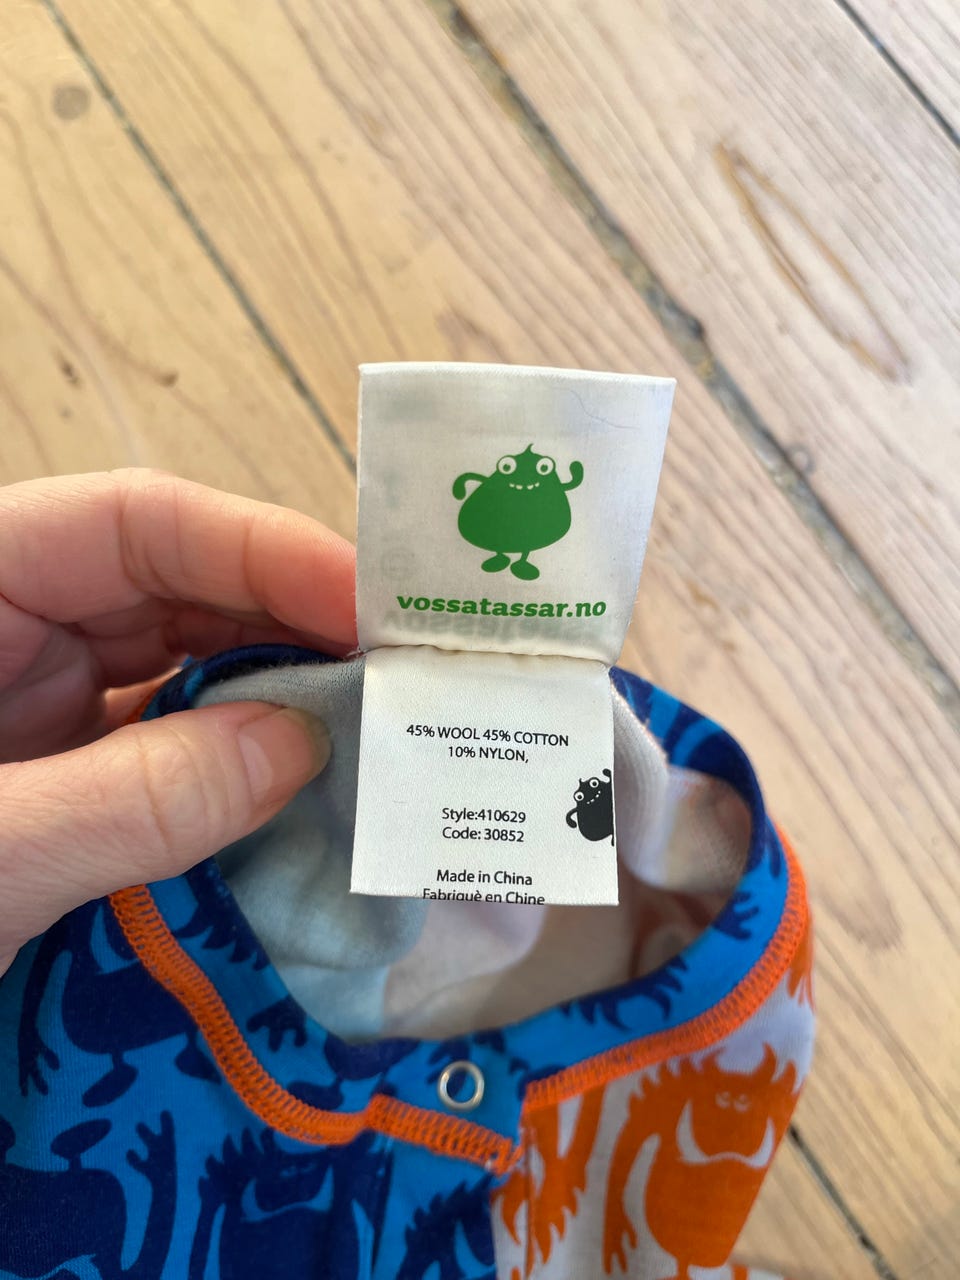 vossatassar.no
45% WOOL 45% COTTON
10% NYLON,
Style:410629
Code: 30852
Made in China
Fabriquè en Chine